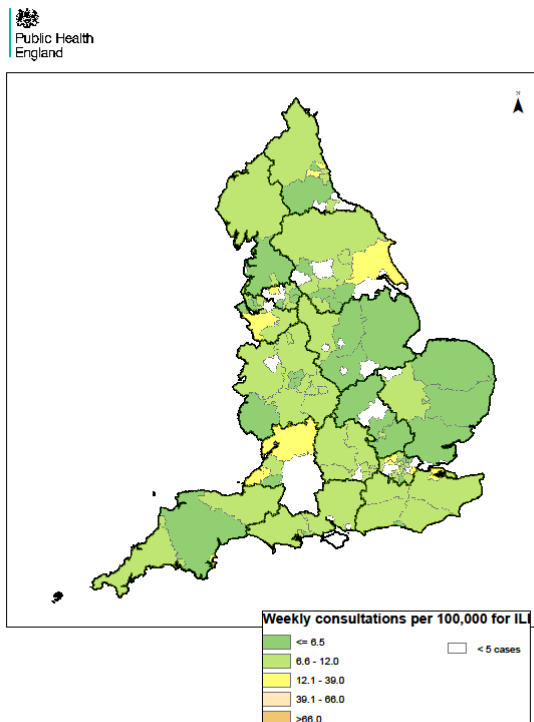 Public Health
England
N
Weekly consultations per 100,000 for ILI
<= 6.5
6.6 - 12.0
12.1 - 39.0
39.1 - 66.0
>66.0
< 5 cases